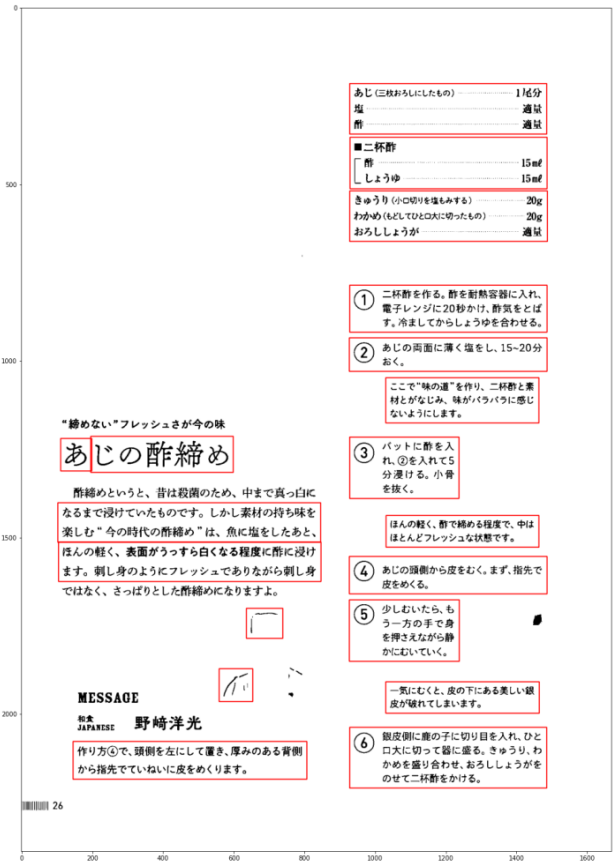 あじ(三枚おろしにしたもの) 1尾分
塩 適量
酢 適量
■二杯酢
酢 15mℓ
しょうゆ 15mℓ
きゅうり(小口切りを塩もみする) 20g
わかめ(もどしてひと口大に切ったもの) 20g
おろししょうが 適量
① 二杯酢を作る。酢を耐熱容器に入れ、
電子レンジに20秒かけ、酢気をとば
す。冷ましてからしょうゆを合わせる。
② あじの両面に薄く塩をし、15~20分
おく。
ここで“味の道”を作り、二杯酢と素
材とがなじみ、味がバラバラに感じ
ないようにします。
③ バットに酢を入
れ、②を入れて5
分浸ける。小骨
を抜く。
ほんの軽く、酢で締める程度で、中は
ほとんどフレッシュな状態です。
④ あじの頭側から皮をむく。まず、指先で
皮をめくる。
⑤ 少しむいたら、も
う一方の手で身
を押さえながら静
かにむいていく。
一気にむくと、皮の下にある美しい銀
皮が破れてしまいます。
⑥ 銀皮側に鹿の子に切り目を入れ、ひと
口大に切って器に盛る。きゅうり、わ
かめを盛り合わせ、おろししょうがを
のせて二杯酢をかける。
“締めない”フレッシュさが今の味
あじの酢締め
酢締めというと、昔は殺菌のため、中まで真っ白に
なるまで浸けていたものです。しかし素材の持ち味を
楽しむ“今の時代の酢締め”は、魚に塩をしたあと、
ほんの軽く、表面がうっすら白くなる程度に酢に浸け
ます。刺し身のようにフレッシュでありながら刺し身
ではなく、さっぱりとした酢締めになりますよ。
MESSAGE
和食
JAPANESE 野﨑洋光
作り方④で、頭側を左にして置き、厚みのある背側
から指先でていねいに皮をめくります。
26
0
500
1000
1500
2000
0 200 400 600 800 1000 1200 1400 1600